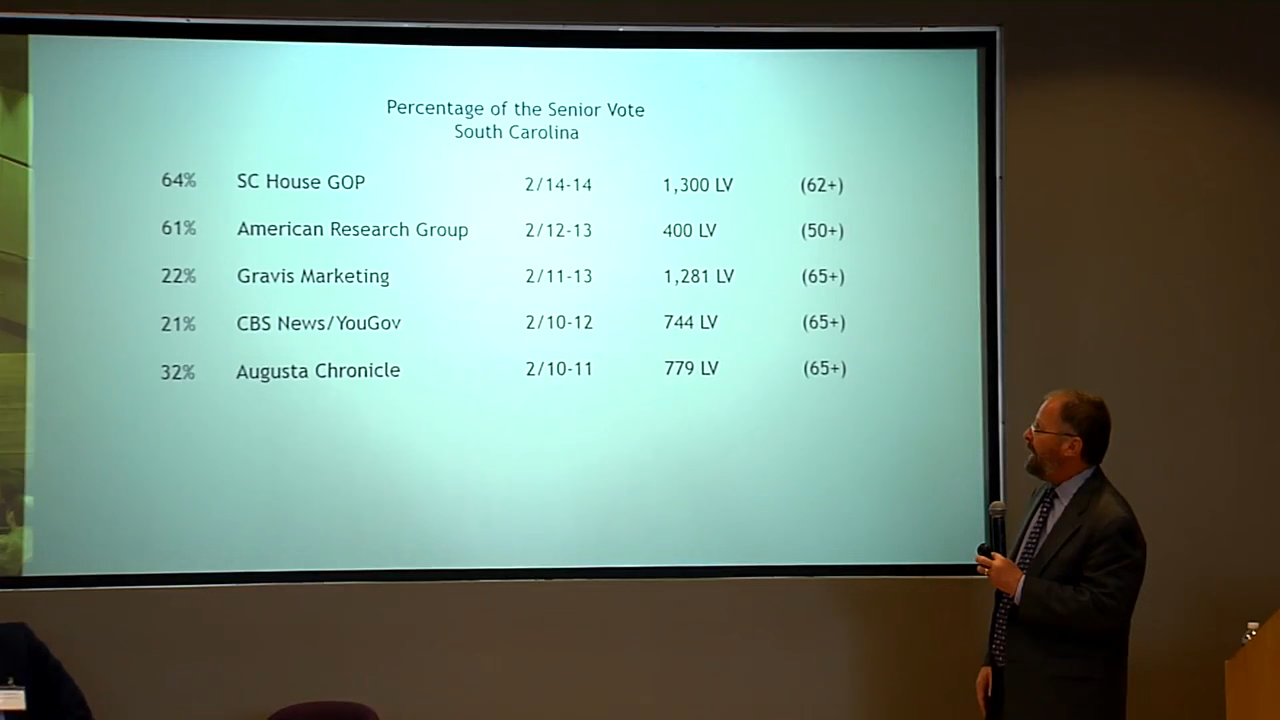 Percentage of the Senior Vote
South Carolina
64% SC House GOP 2/14-14 1,300 LV (62+)
61% American Research Group 2/12-13 400 LV (50+)
22% Gravis Marketing 2/11-13 1,281 LV (65+)
21% CBS News/YouGov 2/10-12 744 LV (65+)
32% Augusta Chronicle 2/10-11 779 LV (65+)